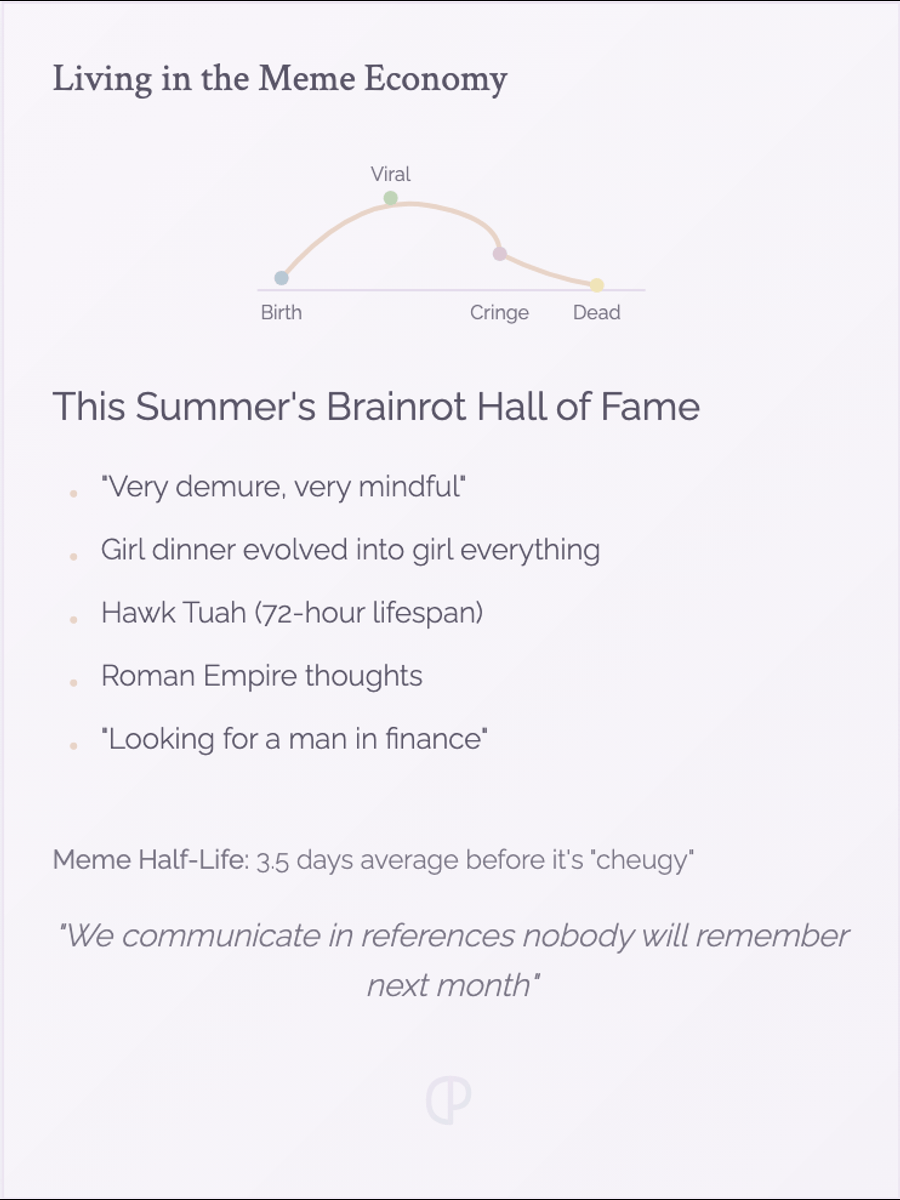 Living in the Meme Economy
Viral
Birth
Cringe
Dead
This Summer's Brainrot Hall of Fame
"Very demure, very mindful"
Girl dinner evolved into girl everything
Hawk Tuah (72-hour lifespan)
Roman Empire thoughts
"Looking for a man in finance"
Meme Half-Life: 3.5 days average before it's "cheugy"
"We communicate in references nobody will remember
next month"